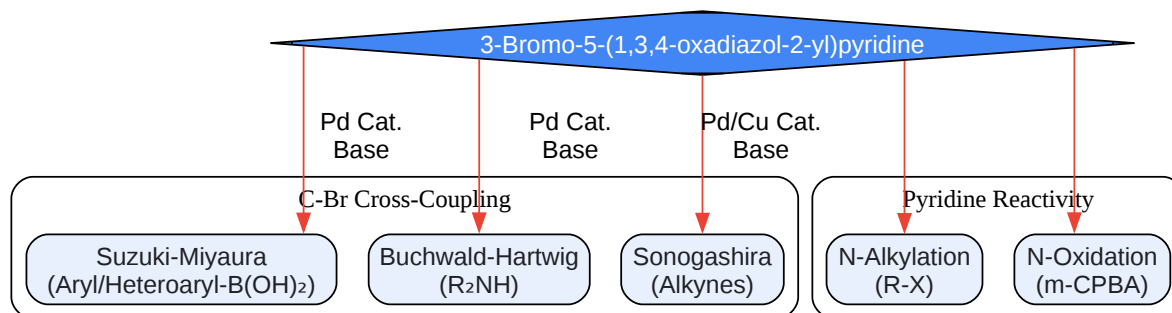 3-Bromo-5-(1,3,4-oxadiazol-2-yl)pyridine
Pd Cat.
Base
Pd Cat.
Base
Pd/Cu Cat.
Base
C-Br Cross-Coupling
Suzuki-Miyaura
(Aryl/Heteroaryl-B(OH)₂)
Buchwald-Hartwig
(R₂NH)
Sonogashira
(Alkynes)
Pyridine Reactivity
N-Alkylation
(R-X)
N-Oxidation
(m-CPBA)